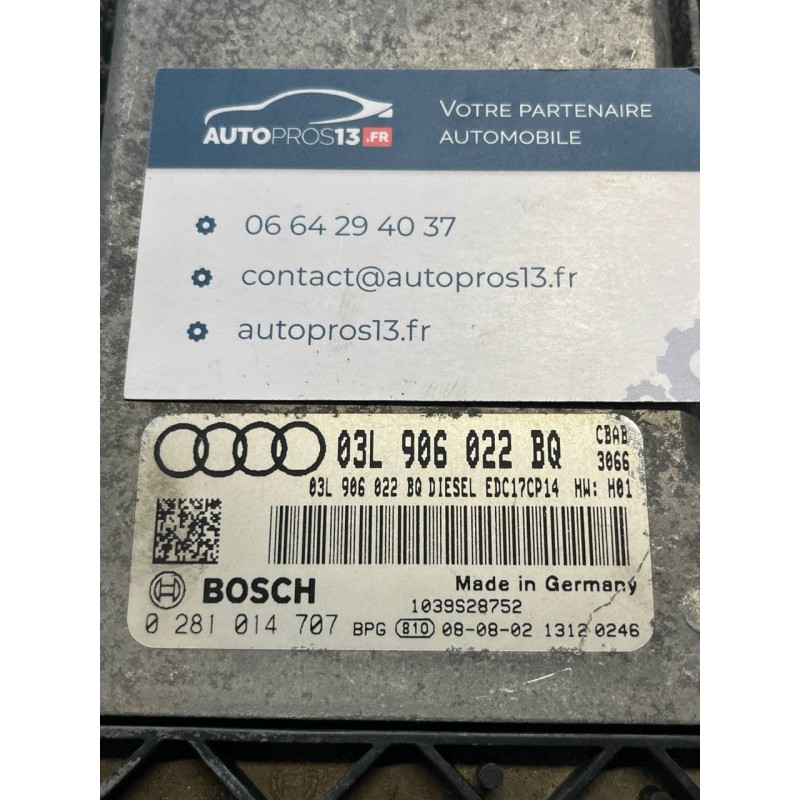 AUTOPROS13.FR
VOTRE PARTENAIRE
AUTOMOBILE
06 64 29 40 37
contact@autopros13.fr
autopros13.fr
03L 906 022 BQ
CBAB
3066
03L 906 022 BQ DIESEL EDC17CP14 HW: H01
BOSCH
Made in Germany
1039S28752
0 281 014 707 BPG 810 08-08-02 1312 0246